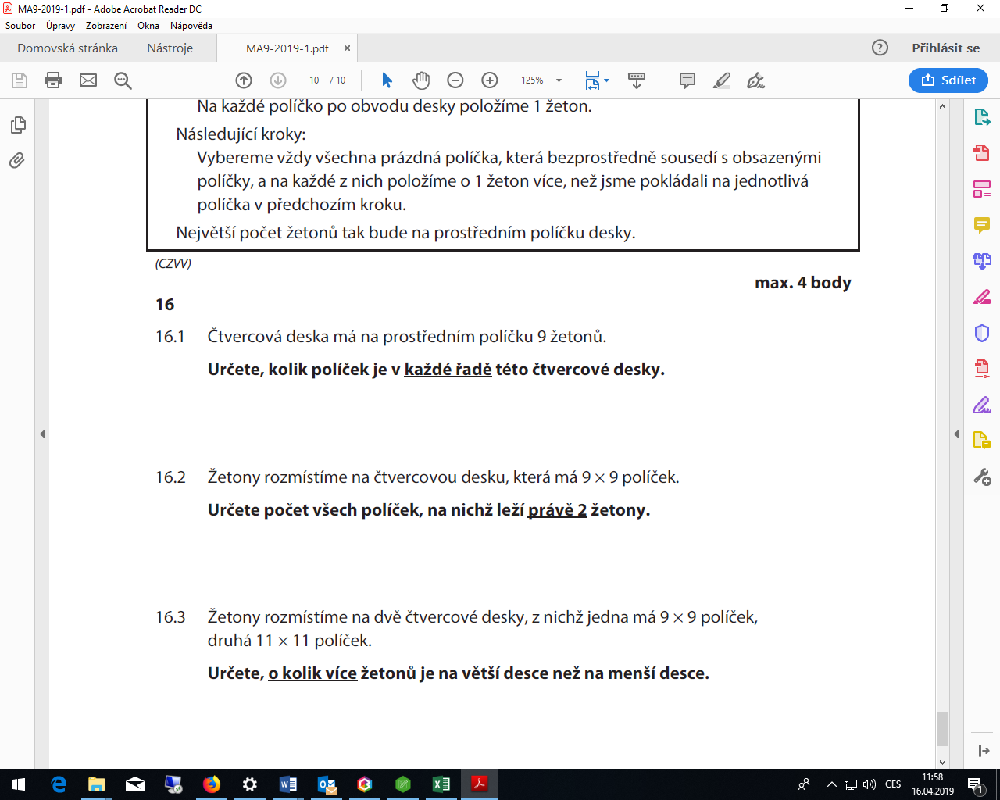 MA9-2019-1.pdf - Adobe Acrobat Reader DC
Soubor Úpravy Zobrazení Okna Nápověda
Domovská stránka Nástroje MA9-2019-1.pdf × Přihlásit se
10 / 10 125% Sdílet
Na každé políčko po obvodu desky položíme 1 žeton.
Následující kroky:
Vybereme vždy všechna prázdná políčka, která bezprostředně sousedí s obsazenými
políčky, a na každé z nich položíme o 1 žeton více, než jsme pokládali na jednotlivá
políčka v předchozím kroku.
Největší počet žetonů tak bude na prostředním políčku desky.
(CZVV)
max. 4 body
16
16.1 Čtvercová deska má na prostředním políčku 9 žetonů.
Určete, kolik políček je v každé řadě této čtvercové desky.
16.2 Žetony rozmístíme na čtvercovou desku, která má 9 × 9 políček.
Určete počet všech políček, na nichž leží právě 2 žetony.
16.3 Žetony rozmístíme na dvě čtvercové desky, z nichž jedna má 9 × 9 políček,
druhá 11 × 11 políček.
Určete, o kolik více žetonů je na větší desce než na menší desce.
CES 11:58
16.04.2019 1